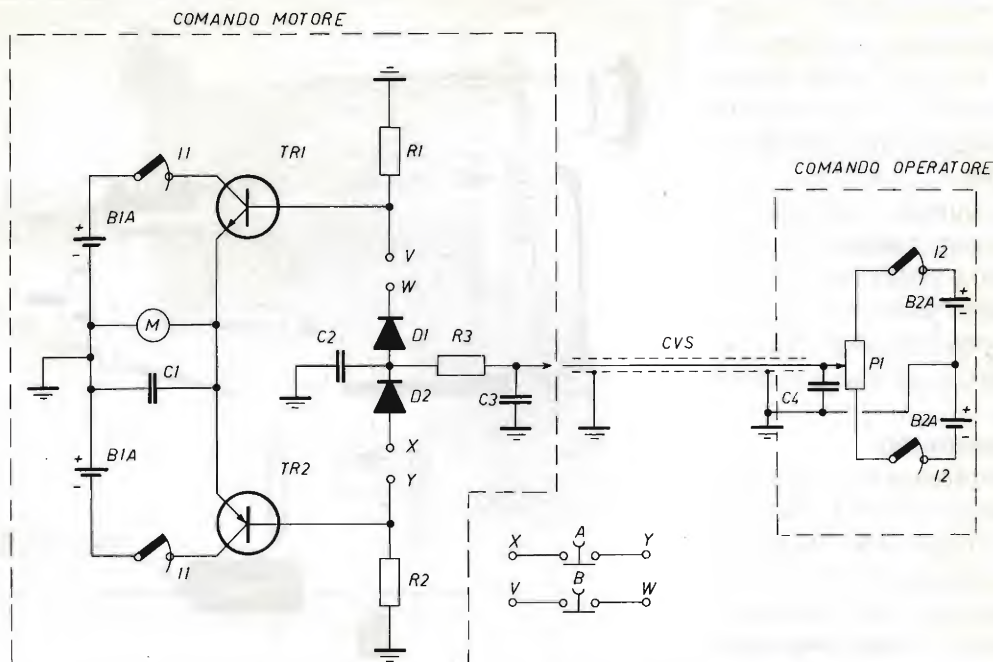 COMANDO MOTORE
I1
TR1
R1
B1A
+
-
V
W
M
C1
C2
D1
R3
D2
C3
CVS
X
Y
B1A
+
-
TR2
I1
R2
COMANDO OPERATORE
I2
B2A
+
-
P1
C4
B2A
+
-
I2
X A Y
V B W